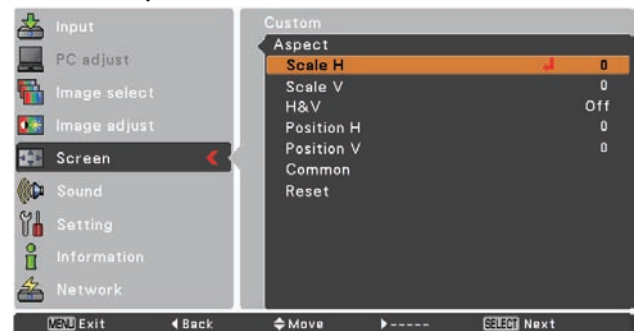 Input
PC adjust
Image select
Image adjust
Screen
Sound
Setting
Information
Network
Custom
Aspect
Scale H 0
Scale V 0
H&V Off
Position H 0
Position V 0
Common
Reset
MENU Exit ◀Back Move ▶----- SELECT Next